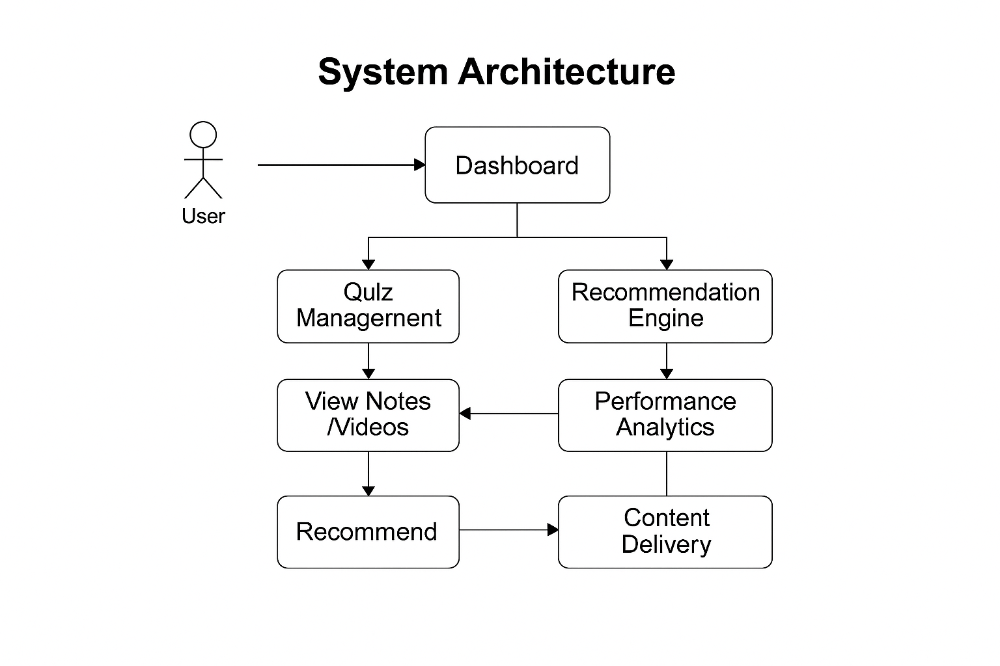 System Architecture
User
Dashboard
Qulz
Managernent
Recommendation
Engine
View Notes
/Videos
Performance
Analytics
Recommend
Content
Delivery